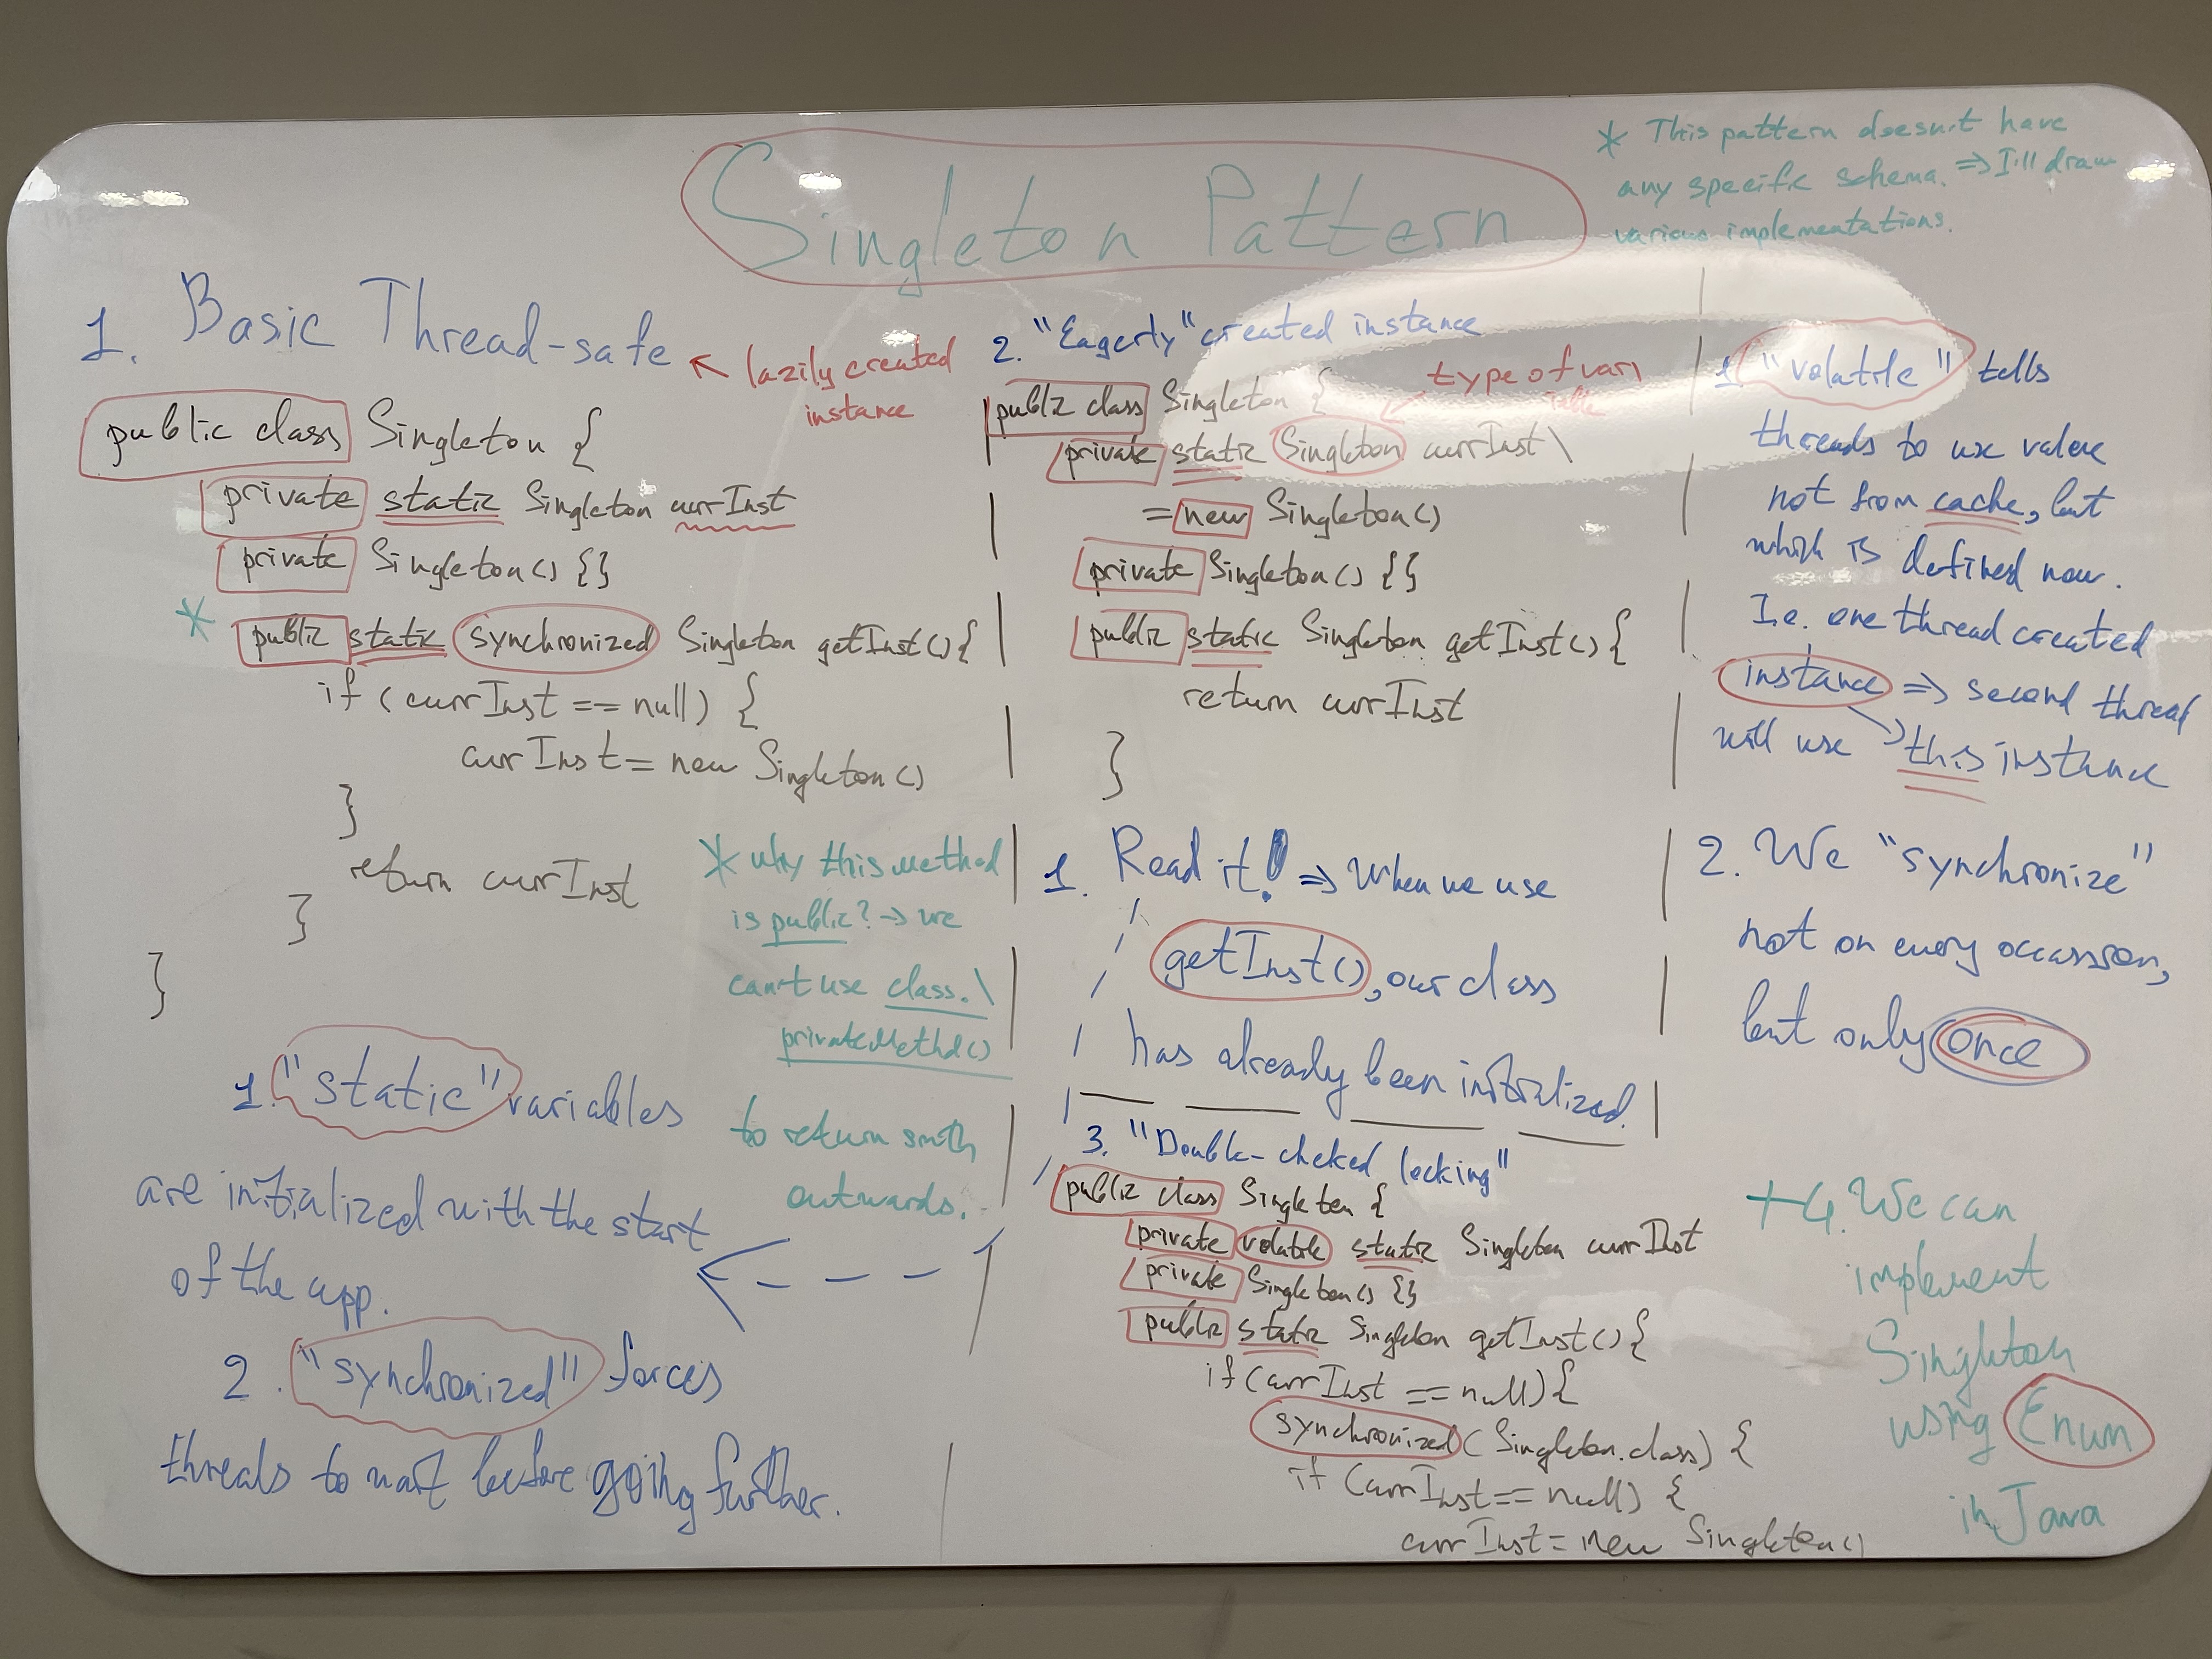 Singleton Pattern
* This pattern doesn't have
any specific schema. => I'll draw
various implementations.
1. Basic Thread-safe
lazily created
instance
public class Singleton {
private static Singleton currInst
private Singleton() {}
* public static synchronized Singleton getInst() {
if (currInst == null) {
currInst = new Singleton()
}
return currInst
}
}
* why this method
is public? -> we
can't use class.\
privateMethd()
to return smth
outwards.
1. "static" variables
are initialized with the start
of the app.
2. "synchronized" forces
threads to wait before going further.
2. "Eagerly" created instance
type of vari
able
public class Singleton {
private static Singleton currInst \
= new Singleton()
private Singleton() {}
public static Singleton getInst() {
return currInst
}
1. Read it! => When we use
getInst(), our class
has already been initialized.
3. "Double-cheked locking"
public class Singleton {
private volatile static Singleton currInst
private Singleton() {}
public static Singleton getInst() {
if (currInst == null) {
synchronized (Singleton.class) {
if (currInst == null) {
currInst = new Singleton()
1. "volatile" tells
threads to use value
not from cache, but
which is defined now.
I.e. one thread created
instance => second thread
will use this instance
2. We "synchronize"
not on every occassion,
but only once
+ 4. We can
implement
Singleton
using Enum
in Java